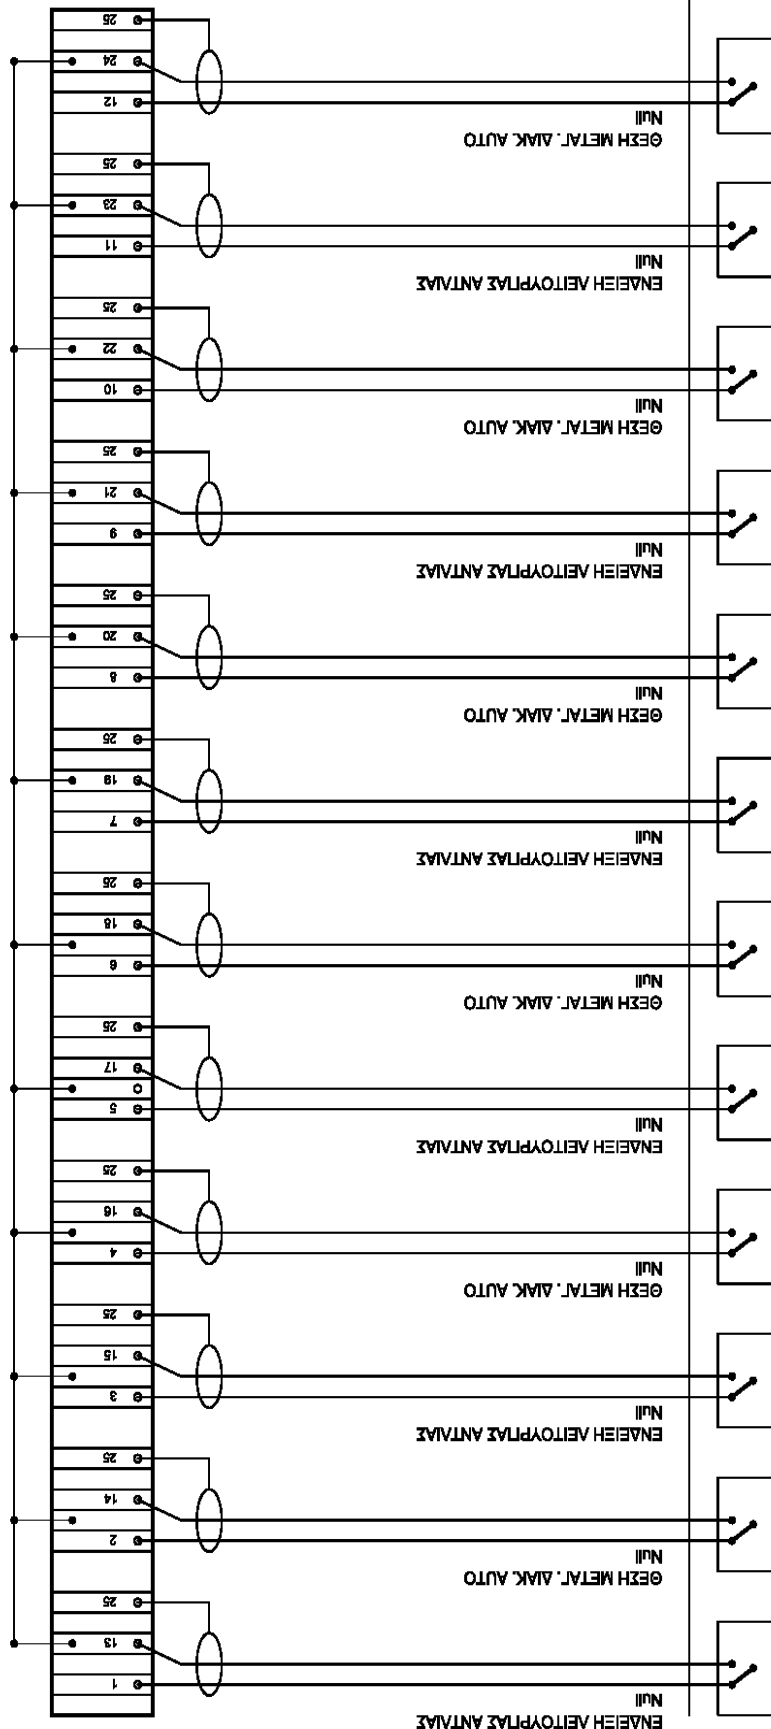 ΕΝΔΕΙΞΗ ΛΕΙΤΟΥΡΓΙΑΣ ΑΝΤΛΙΑΣ
Null
1
13
25
ΘΕΣΗ ΜΕΤΑΓ. ΔΙΑΚ. AUTO
Null
2
14
25
ΕΝΔΕΙΞΗ ΛΕΙΤΟΥΡΓΙΑΣ ΑΝΤΛΙΑΣ
Null
3
15
25
ΘΕΣΗ ΜΕΤΑΓ. ΔΙΑΚ. AUTO
Null
4
16
25
ΕΝΔΕΙΞΗ ΛΕΙΤΟΥΡΓΙΑΣ ΑΝΤΛΙΑΣ
Null
5
17
25
ΘΕΣΗ ΜΕΤΑΓ. ΔΙΑΚ. AUTO
Null
6
18
25
ΕΝΔΕΙΞΗ ΛΕΙΤΟΥΡΓΙΑΣ ΑΝΤΛΙΑΣ
Null
7
19
25
ΘΕΣΗ ΜΕΤΑΓ. ΔΙΑΚ. AUTO
Null
8
20
25
ΕΝΔΕΙΞΗ ΛΕΙΤΟΥΡΓΙΑΣ ΑΝΤΛΙΑΣ
Null
9
21
25
ΘΕΣΗ ΜΕΤΑΓ. ΔΙΑΚ. AUTO
Null
10
22
25
ΕΝΔΕΙΞΗ ΛΕΙΤΟΥΡΓΙΑΣ ΑΝΤΛΙΑΣ
Null
11
23
25
ΘΕΣΗ ΜΕΤΑΓ. ΔΙΑΚ. AUTO
Null
12
24
25